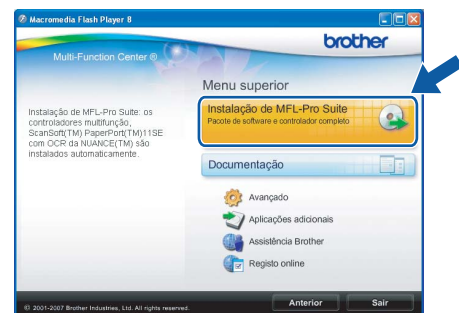 Macromedia Flash Player 8
brother
Multi-Function Center ®
Menu superior
Instalação de MFL-Pro Suite
Pacote de software e controlador completo
Instalação de MFL-Pro Suite: os
controladores multifunção,
ScanSoft(TM) PaperPort(TM)11SE
com OCR da NUANCE(TM) são
instalados automaticamente.
Documentação
Avançado
Aplicações adicionais
Assistência Brother
Registo online
© 2001-2007 Brother Industries, Ltd. All rights reserved.
Anterior
Sair